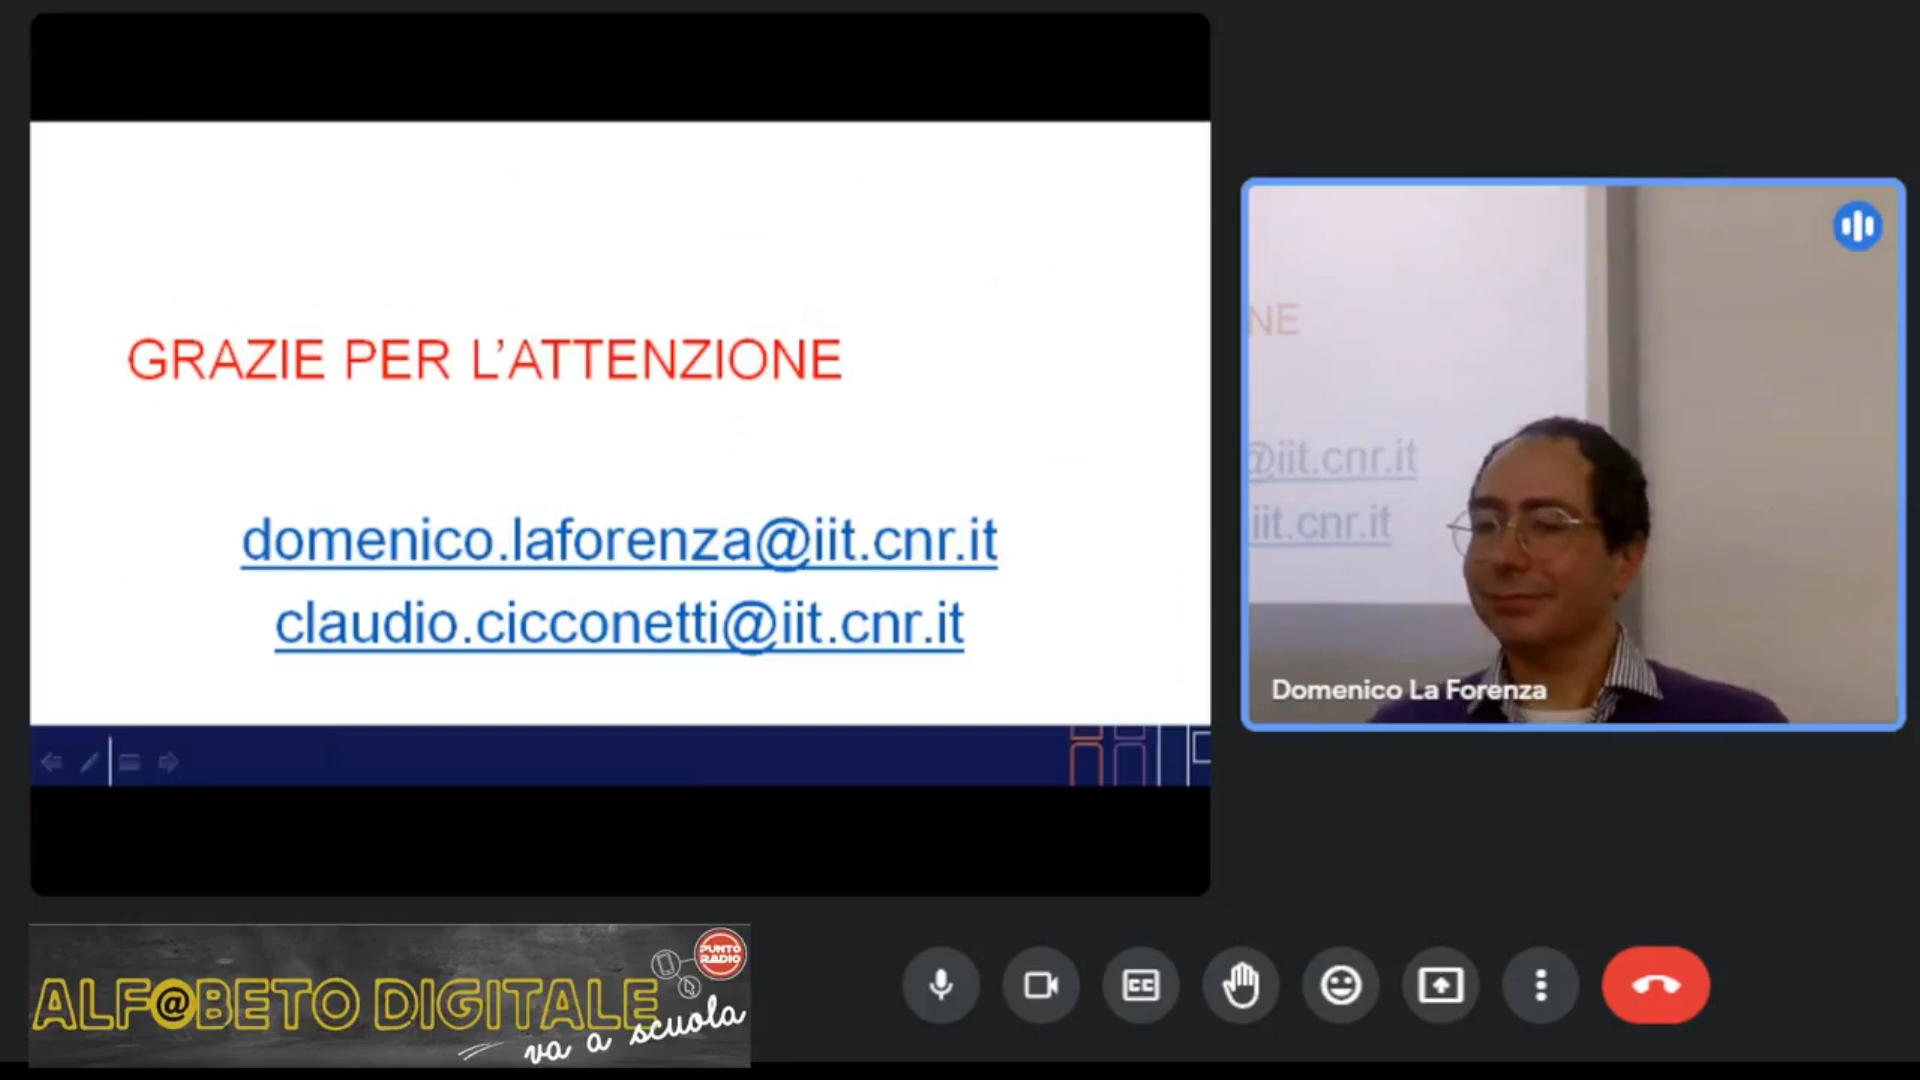 GRAZIE PER L’ATTENZIONE
domenico.laforenza@iit.cnr.it
claudio.cicconetti@iit.cnr.it
NE
@iit.cnr.it
iit.cnr.it
Domenico La Forenza
PUNTO
RADIO
ALF@BETO DIGITALE
va a scuola
CC